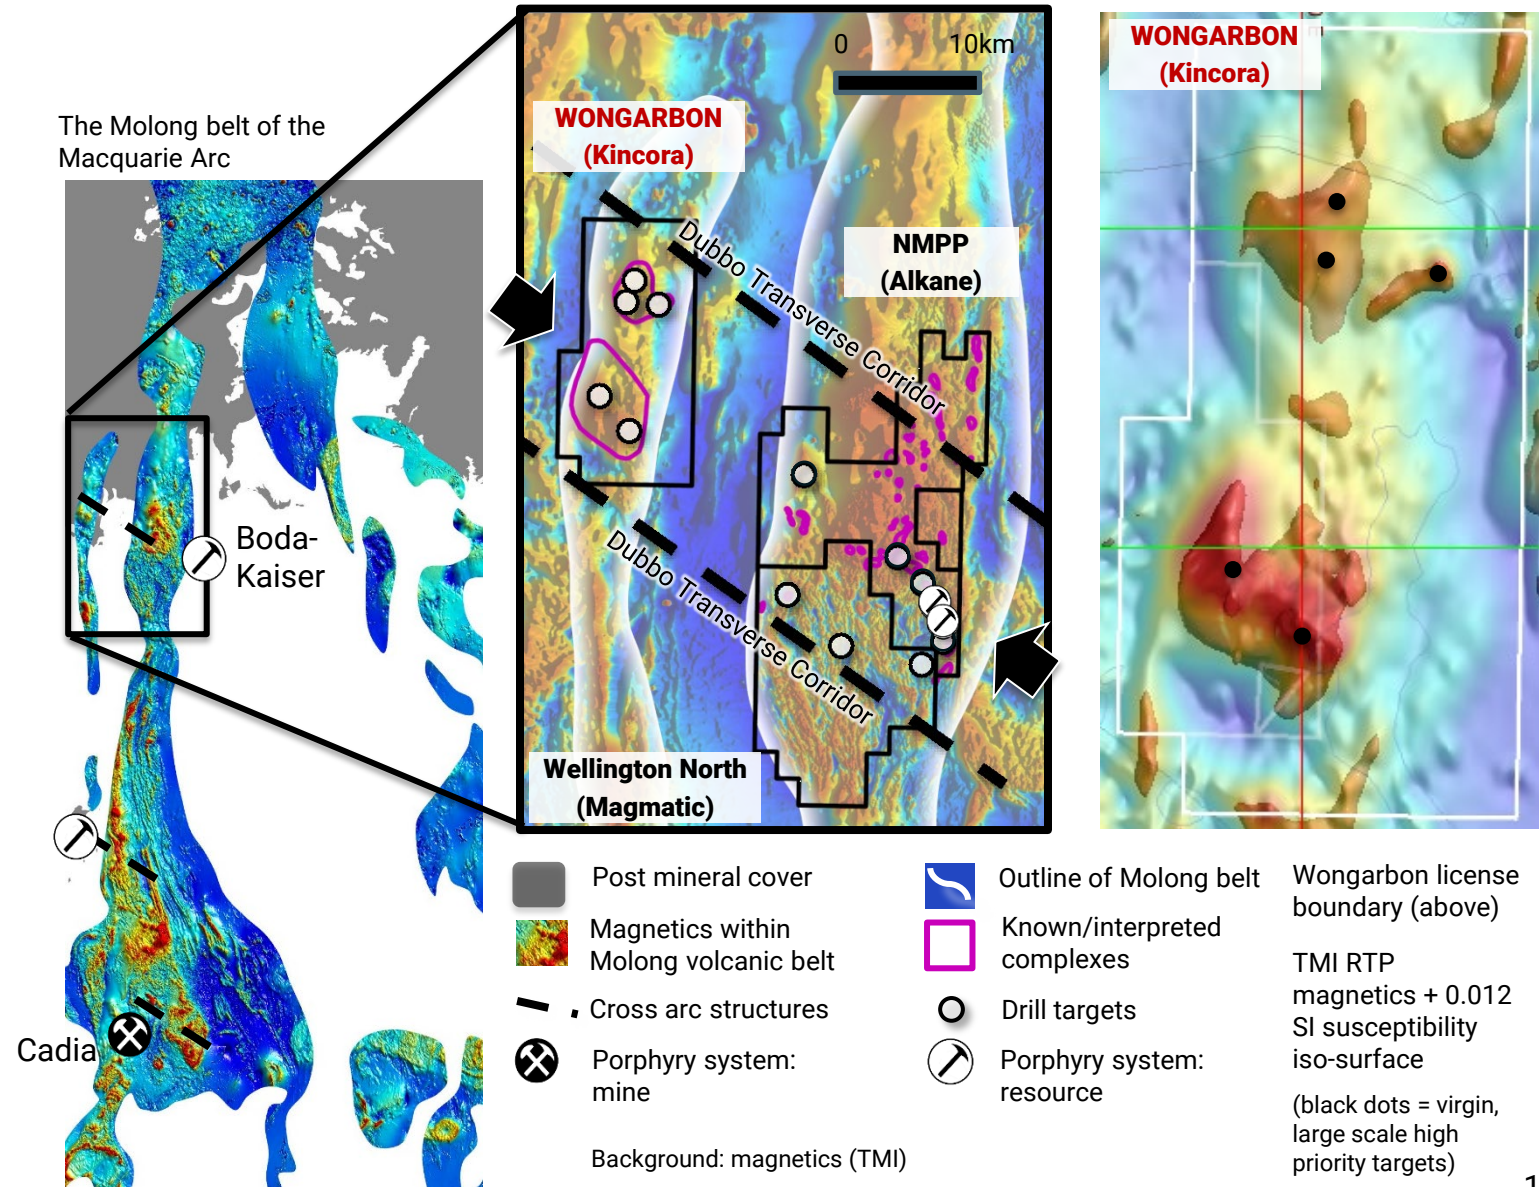 The Molong belt of the
Macquarie Arc
Boda-
Kaiser
Cadia
0 10km
WONGARBON
(Kincora)
NMPP
(Alkane)
Dubbo Transverse Corridor
Dubbo Transverse Corridor
Wellington North
(Magmatic)
WONGARBON
(Kincora)
Post mineral cover
Magnetics within
Molong volcanic belt
Cross arc structures
Porphyry system:
mine
Outline of Molong belt
Known/interpreted
complexes
Drill targets
Porphyry system:
resource
Background: magnetics (TMI)
Wongarbon license
boundary (above)
TMI RTP
magnetics + 0.012
SI susceptibility
iso-surface
(black dots = virgin,
large scale high
priority targets)